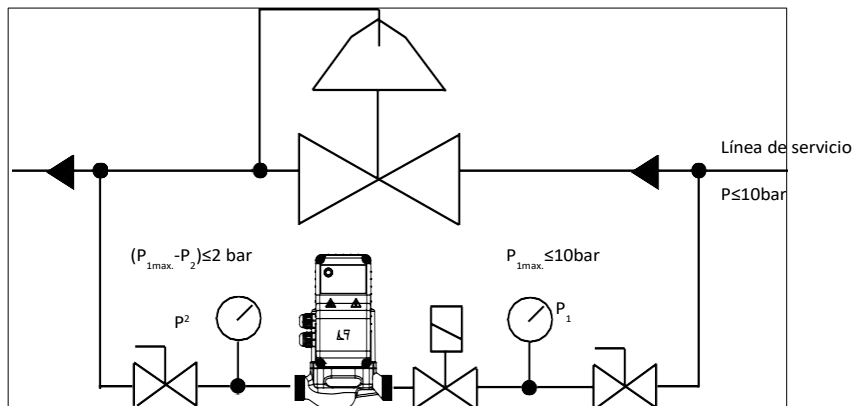 Línea de servicio
P≤10bar
(P1max.-P2)≤2 bar
P1max.≤10bar
P²
P1